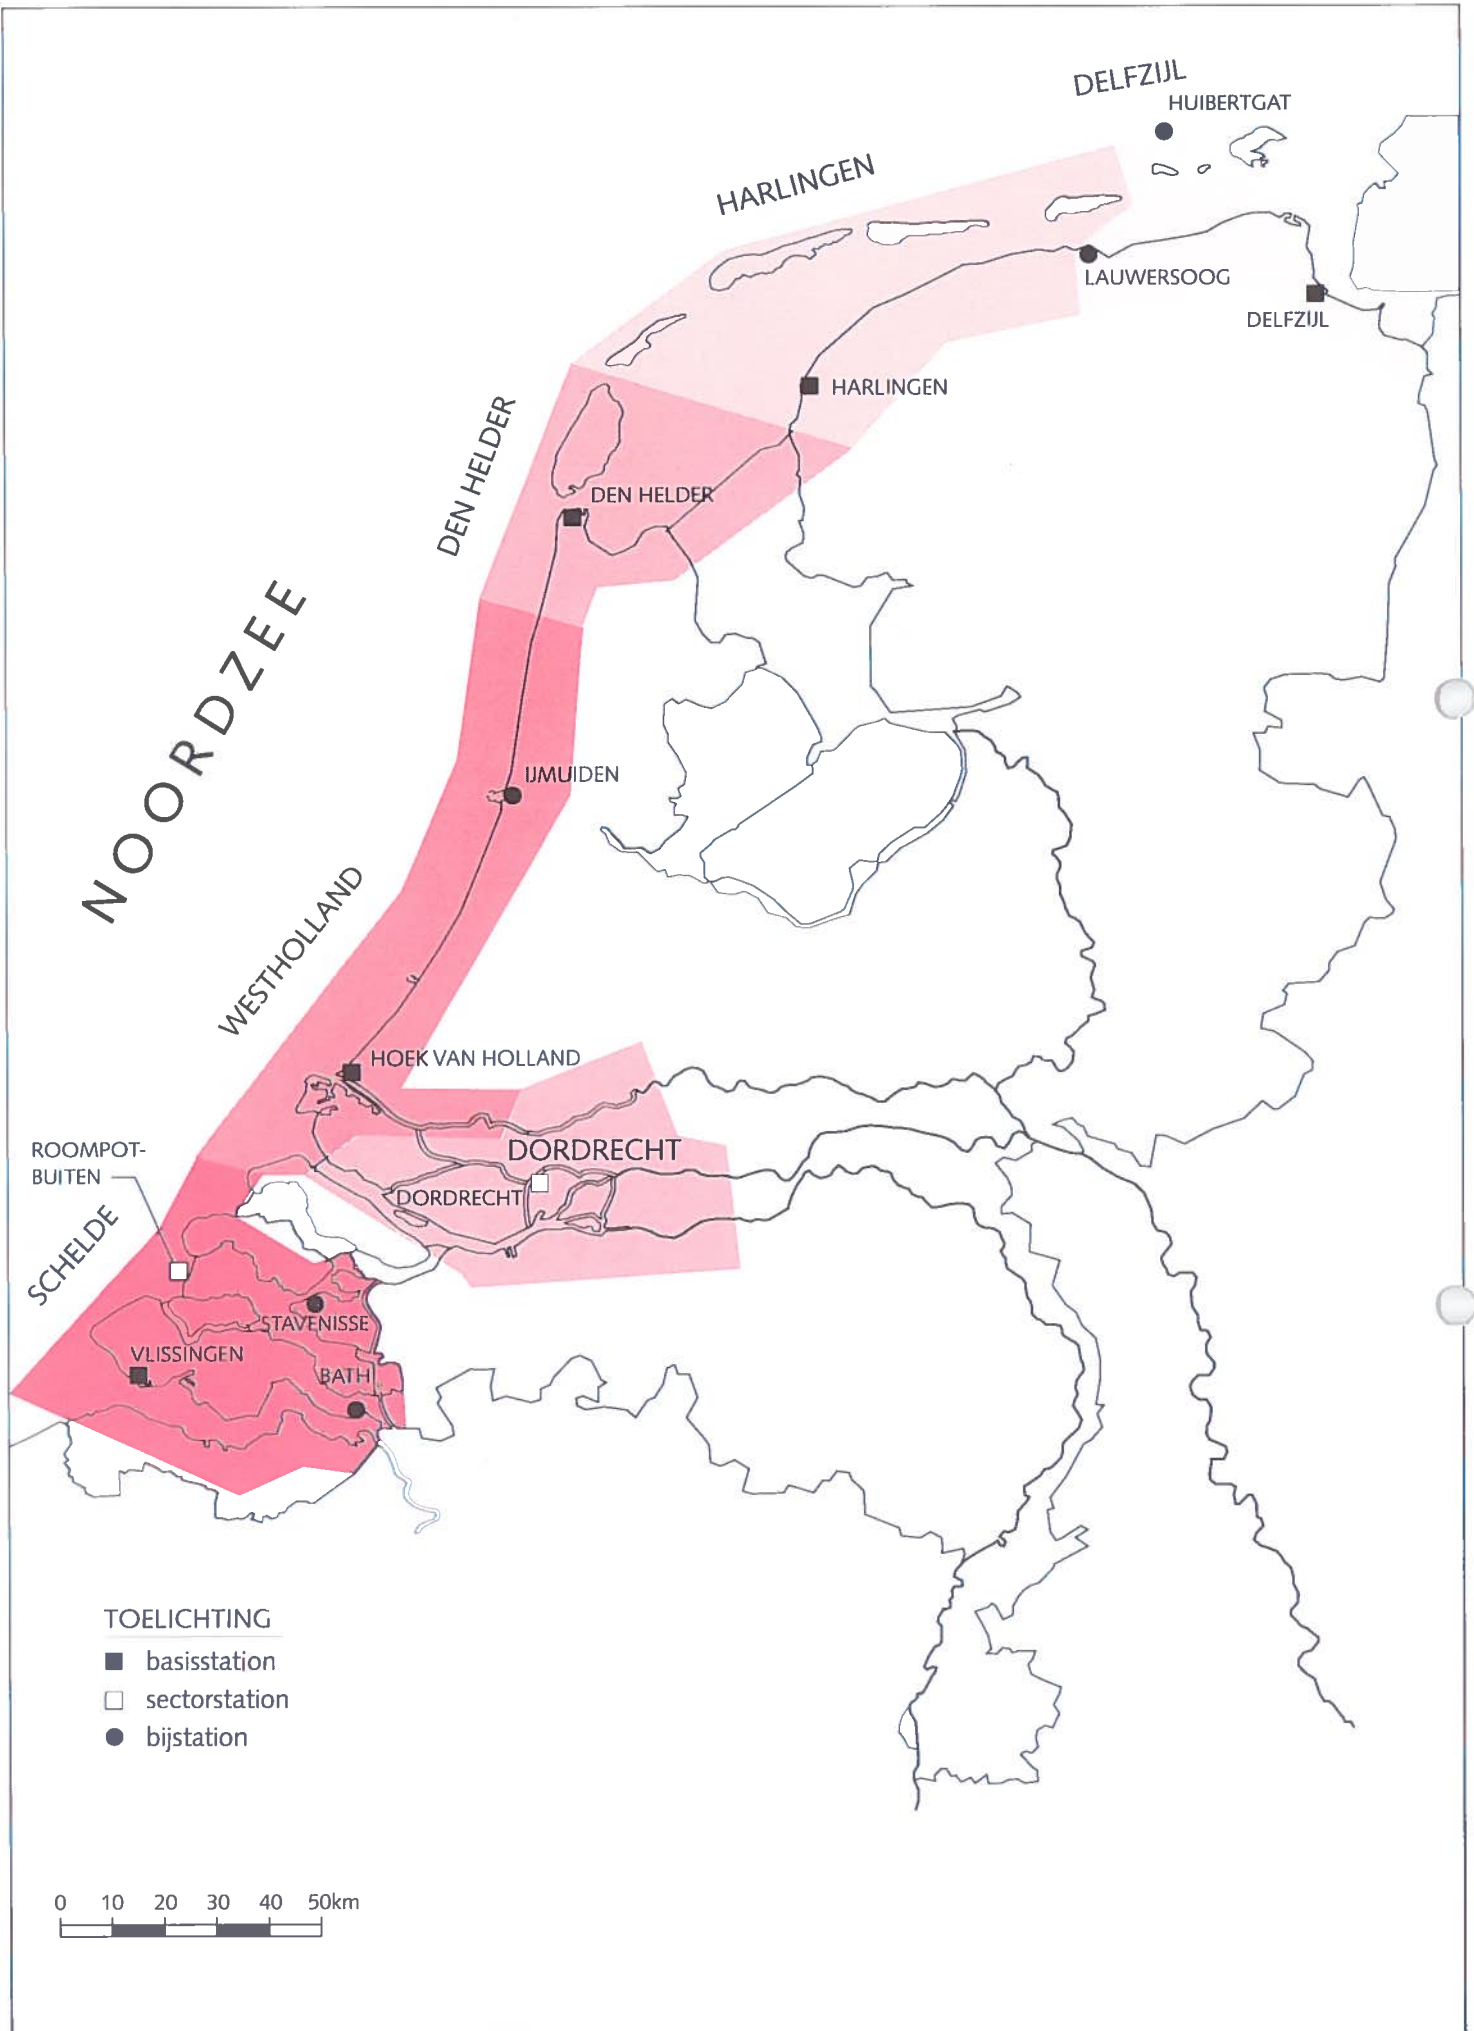 DELFZIJL
HUIBERTGAT
HARLINGEN
LAUWERSOOG
DELFZIJL
HARLINGEN
DEN HELDER
DEN HELDER
NOORDZEE
IJMUIDEN
WESTHOLLAND
HOEK VAN HOLLAND
ROOMPOT-
BUITEN
DORDRECHT
DORDRECHT
SCHELDE
STAVENISSE
VLISSINGEN
BATH
TOELICHTING
basisstation
sectorstation
bijstation
0 10 20 30 40 50km